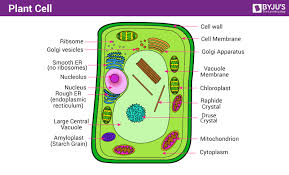 Plant Cell
BYJU'S
The Learning App
Ribosome
Golgi vesicles
Smooth ER
(no ribosomes)
Nucleolus
Nucleus
Rough ER
(endoplasmic
recticulum)
Large Central
Vacuole
Amyloplast
(Starch Grain)
Cell wall
Cell Membrane
Golgi Apparatus
Vacuole
Membrane
Chloroplast
Raphide
Crystal
Druse
Crystal
Mitochondrion
Cytoplasm